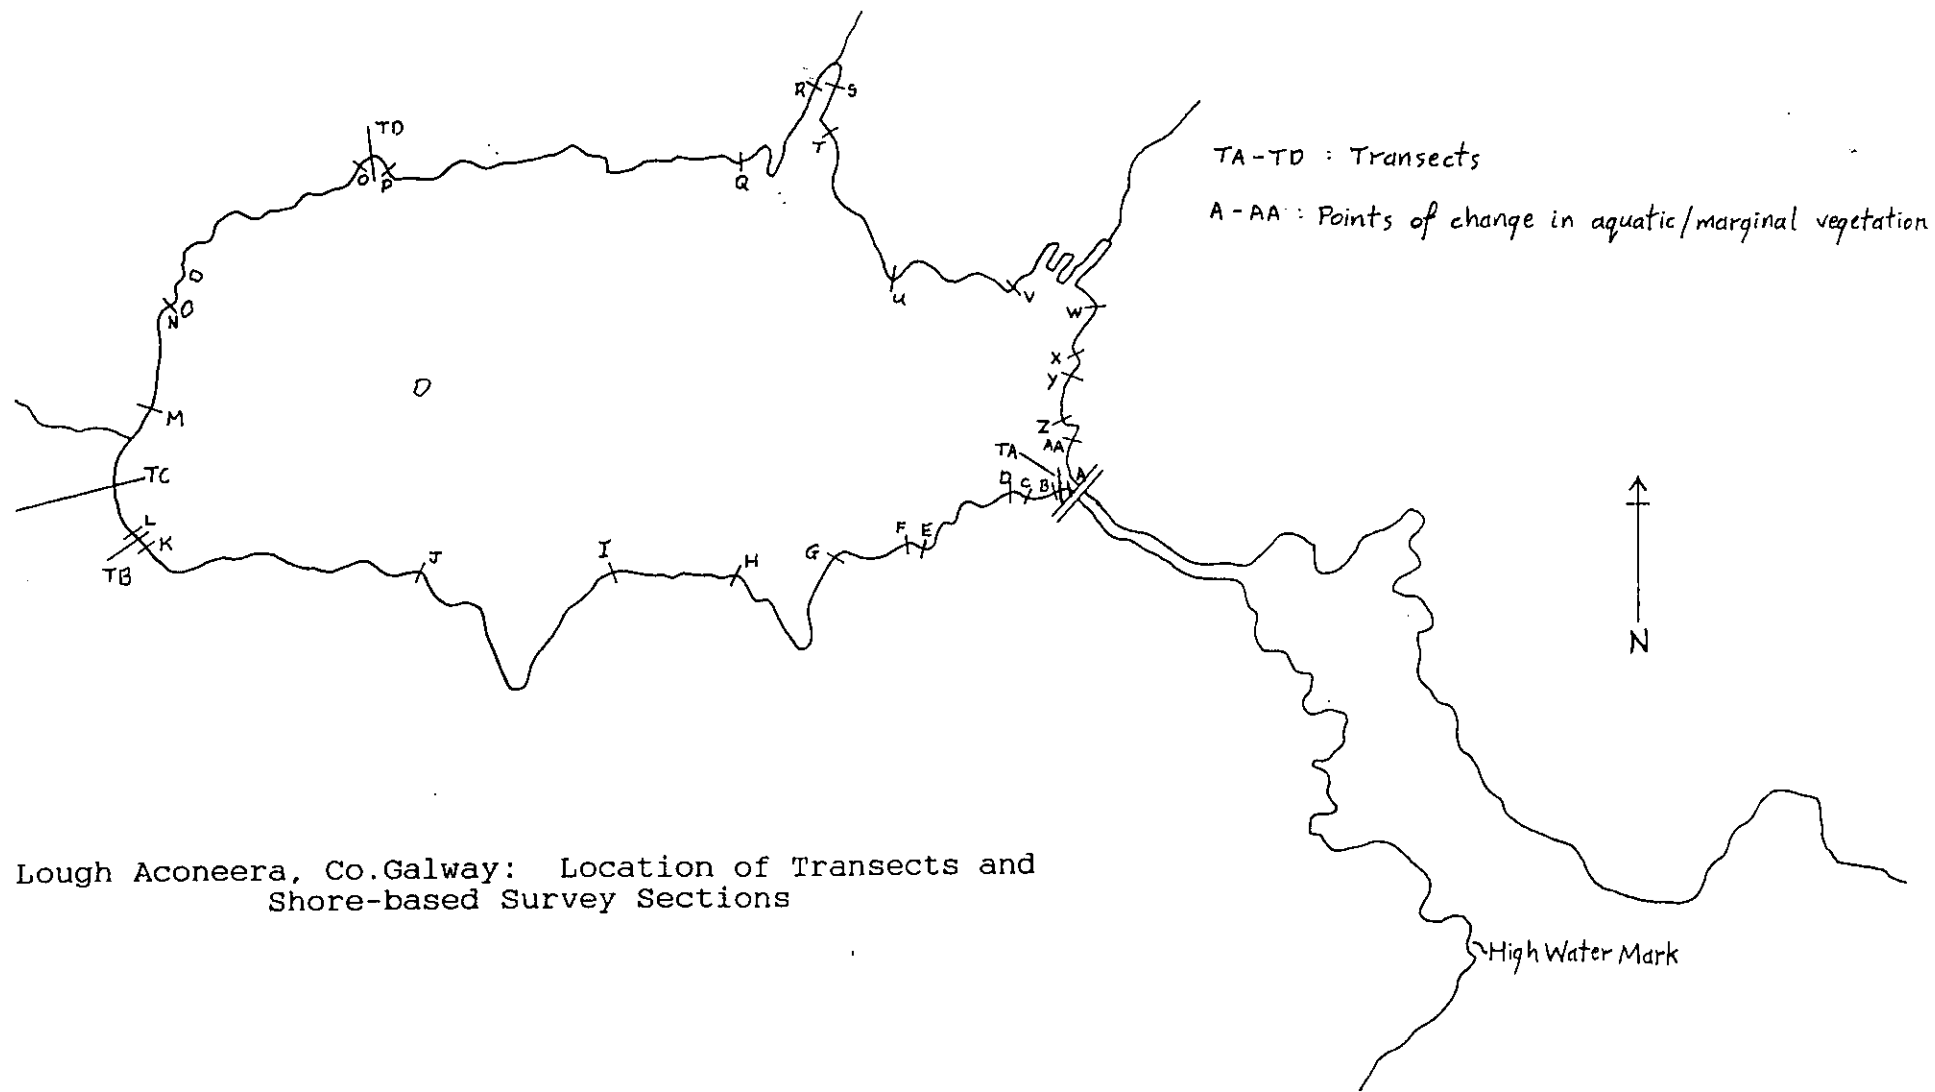 R
S
TD
T
TA-TD : Transects
O
P
Q
A-AA : Points of change in aquatic/marginal vegetation
U
V
N
W
X
Y
M
Z
AA
TA
TC
D
C
B
A
L
K
TB
J
I
H
G
F
E
N
Lough Aconeera, Co.Galway: Location of Transects and
Shore-based Survey Sections
High Water Mark